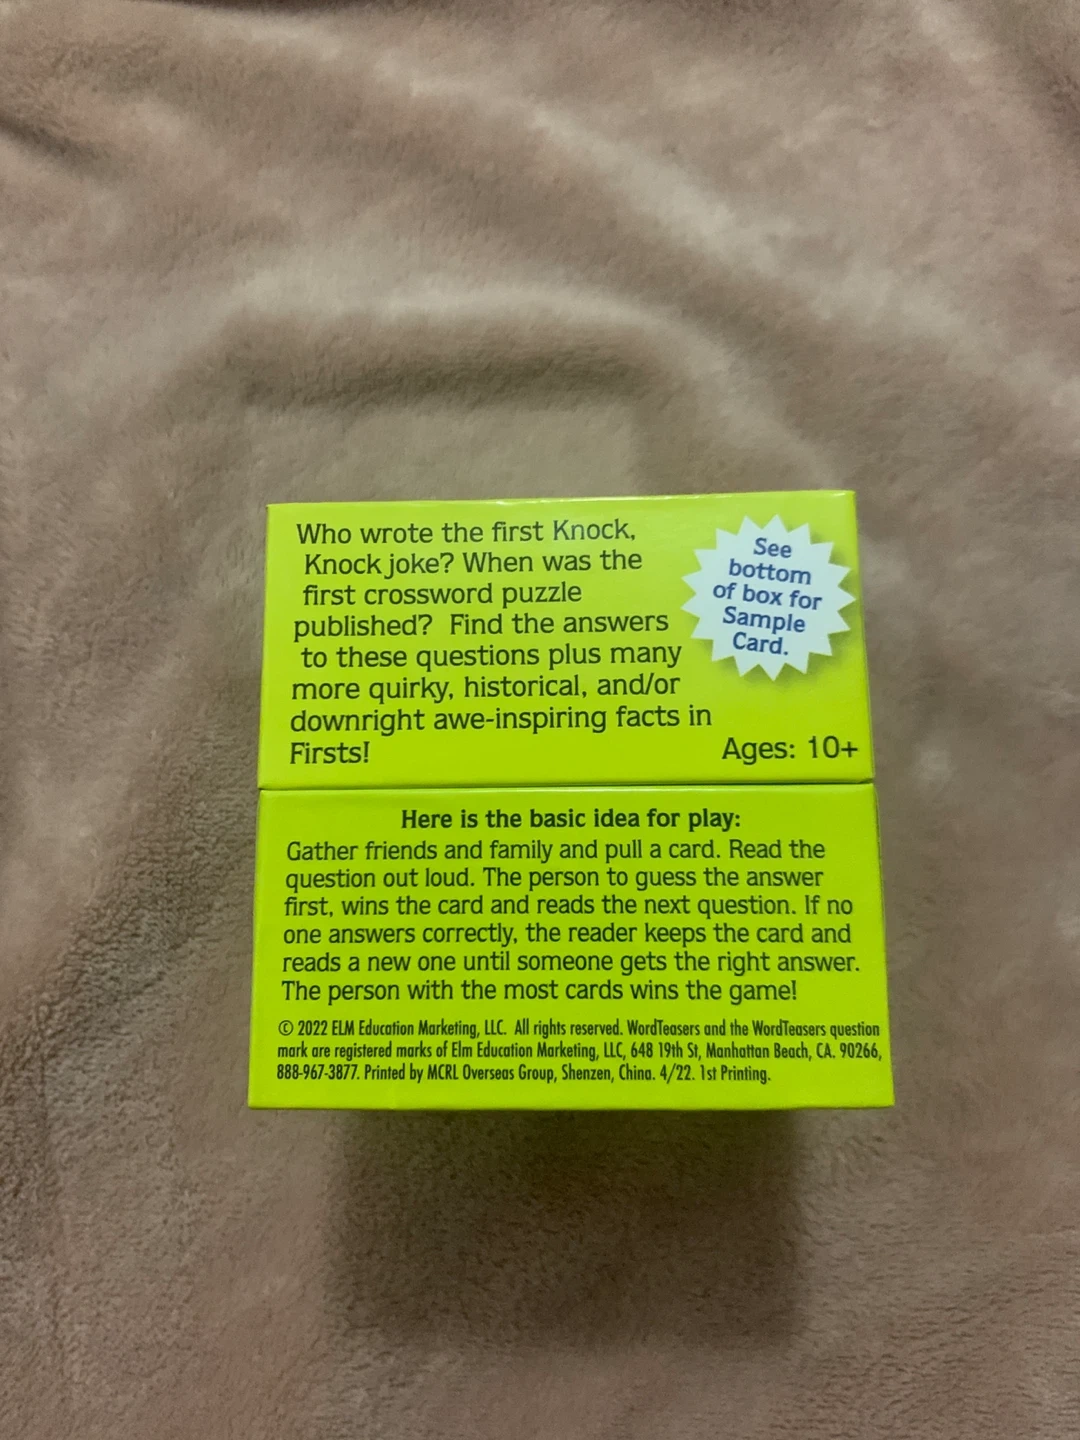 Who wrote the first Knock,
Knock joke? When was the
first crossword puzzle
published? Find the answers
to these questions plus many
more quirky, historical, and/or
downright awe-inspiring facts in
Firsts!
See
bottom
of box for
Sample
Card.
Ages: 10+
Here is the basic idea for play:
Gather friends and family and pull a card. Read the
question out loud. The person to guess the answer
first, wins the card and reads the next question. If no
one answers correctly, the reader keeps the card and
reads a new one until someone gets the right answer.
The person with the most cards wins the game!
© 2022 ELM Education Marketing, LLC. All rights reserved. WordTeasers and the WordTeasers question
mark are registered marks of Elm Education Marketing, LLC, 648 19th St, Manhattan Beach, CA. 90266,
888-967-3877. Printed by MCRL Overseas Group, Shenzen, China. 4/22. 1st Printing.